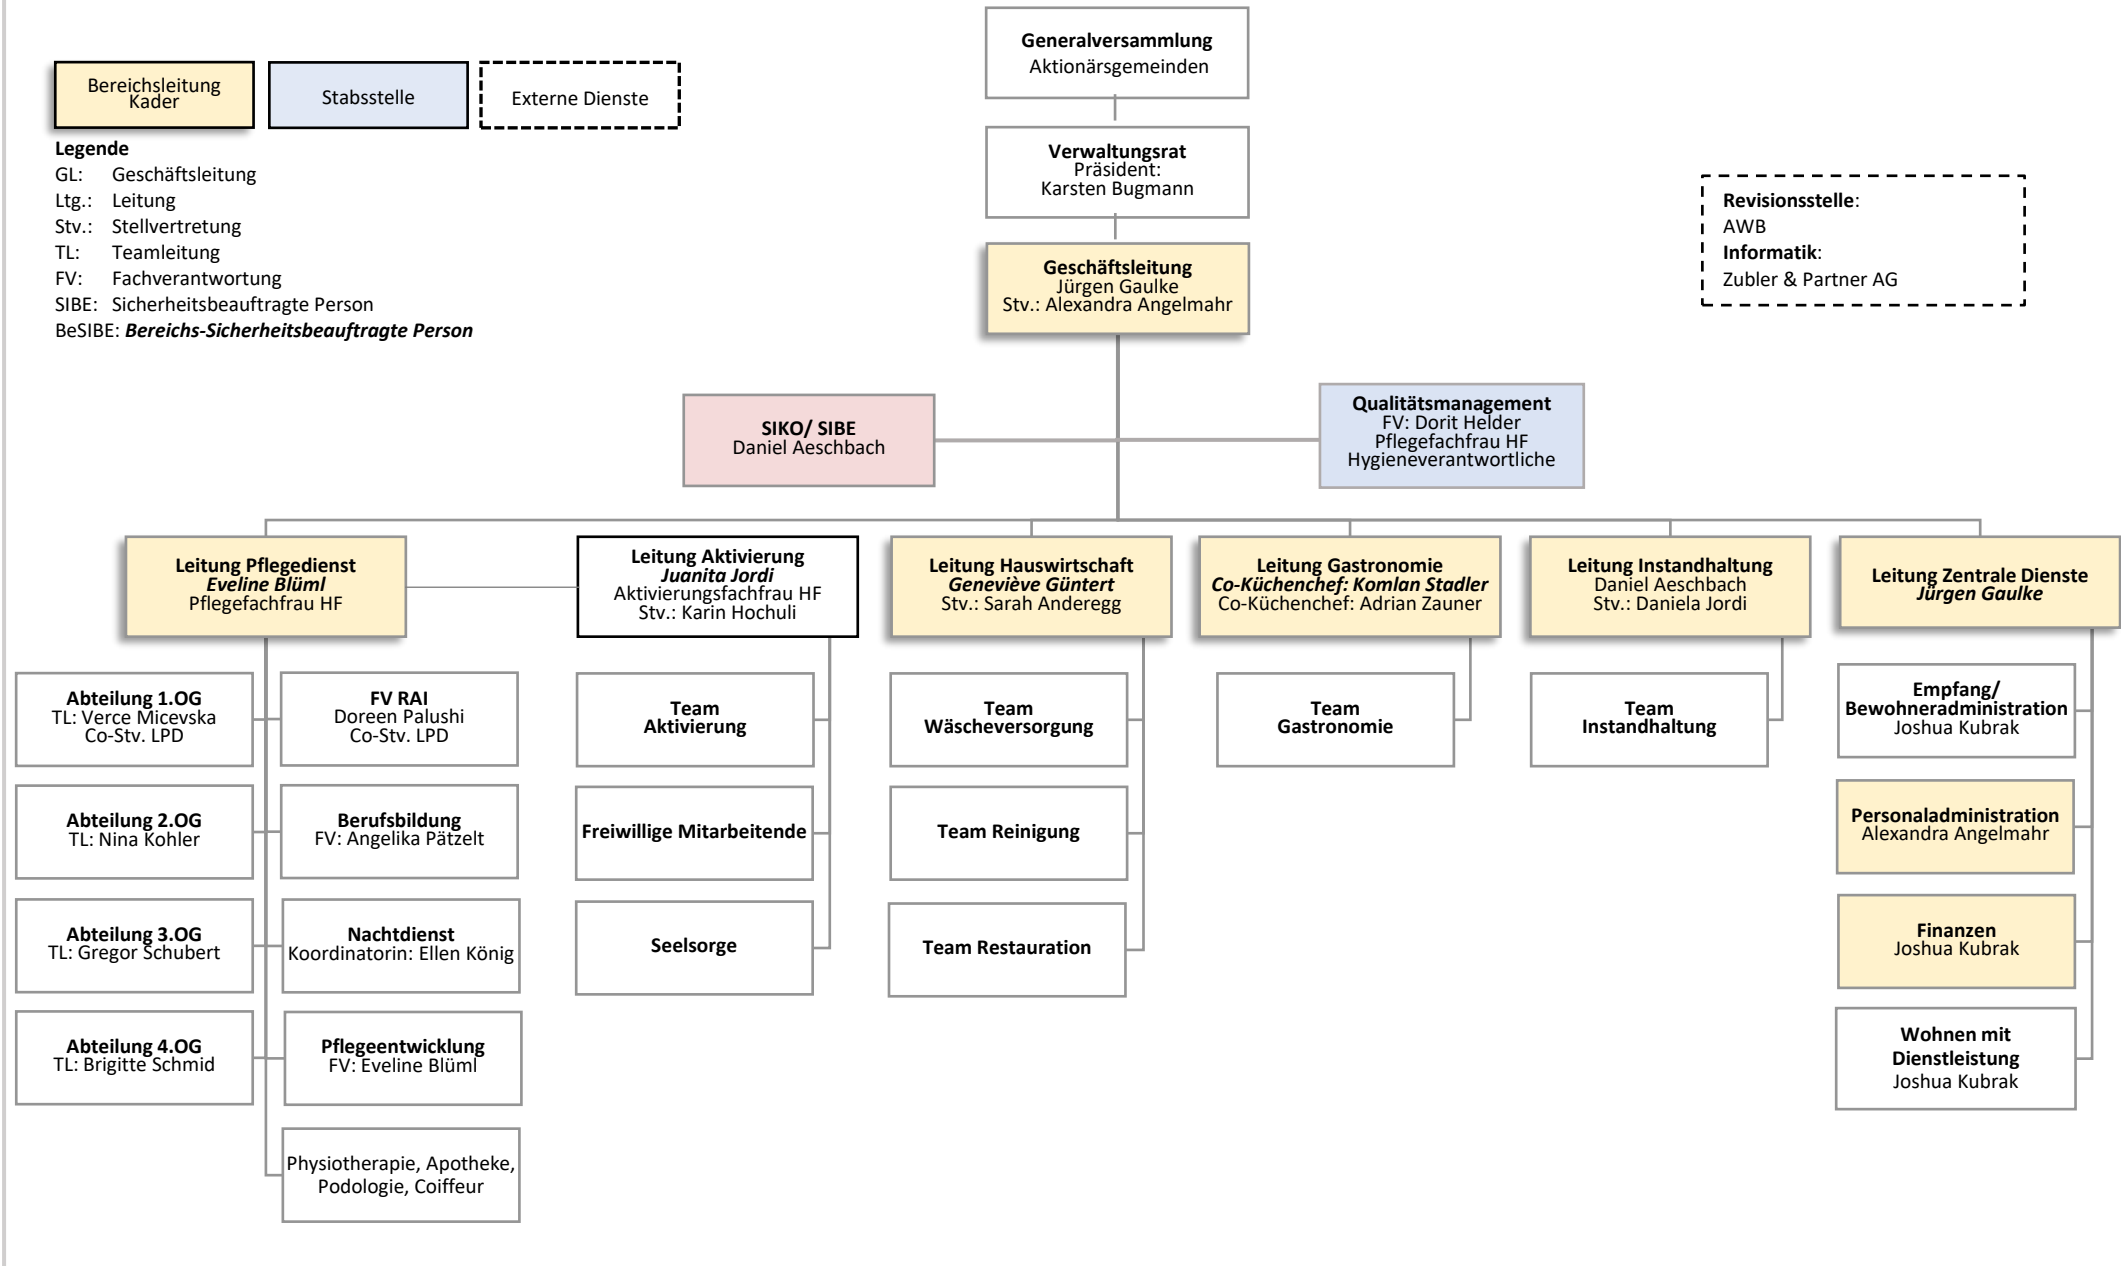 Generalversammlung
Aktionärsgemeinden
Bereichsleitung
Kader
Stabsstelle
Externe Dienste
Legende
GL: Geschäftsleitung
Ltg.: Leitung
Stv.: Stellvertretung
TL: Teamleitung
FV: Fachverantwortung
SIBE: Sicherheitsbeauftragte Person
BeSIBE: Bereichs-Sicherheitsbeauftragte Person
Verwaltungsrat
Präsident:
Karsten Bugmann
Revisionsstelle:
AWB
Informatik:
Zubler & Partner AG
Geschäftsleitung
Jürgen Gaulke
Stv.: Alexandra Angelmahr
SIKO/ SIBE
Daniel Aeschbach
Qualitätsmanagement
FV: Dorit Helder
Pflegefachfrau HF
Hygieneverantwortliche
Leitung Pflegedienst
Eveline Blüml
Pflegefachfrau HF
Leitung Aktivierung
Juanita Jordi
Aktivierungsfachfrau HF
Stv.: Karin Hochuli
Leitung Hauswirtschaft
Geneviève Güntert
Stv.: Sarah Anderegg
Leitung Gastronomie
Co-Küchenchef: Komlan Stadler
Co-Küchenchef: Adrian Zauner
Leitung Instandhaltung
Daniel Aeschbach
Stv.: Daniela Jordi
Leitung Zentrale Dienste
Jürgen Gaulke
Abteilung 1.OG
TL: Verce Micevska
Co-Stv. LPD
FV RAI
Doreen Palushi
Co-Stv. LPD
Abteilung 2.OG
TL: Nina Kohler
Berufsbildung
FV: Angelika Pätzelt
Abteilung 3.OG
TL: Gregor Schubert
Nachtdienst
Koordinatorin: Ellen König
Abteilung 4.OG
TL: Brigitte Schmid
Pflegeentwicklung
FV: Eveline Blüml
Physiotherapie, Apotheke,
Podologie, Coiffeur
Team
Aktivierung
Freiwillige Mitarbeitende
Seelsorge
Team
Wäscheversorgung
Team Reinigung
Team Restauration
Team
Gastronomie
Team
Instandhaltung
Empfang/
Bewohneradministration
Joshua Kubrak
Personaladministration
Alexandra Angelmahr
Finanzen
Joshua Kubrak
Wohnen mit
Dienstleistung
Joshua Kubrak